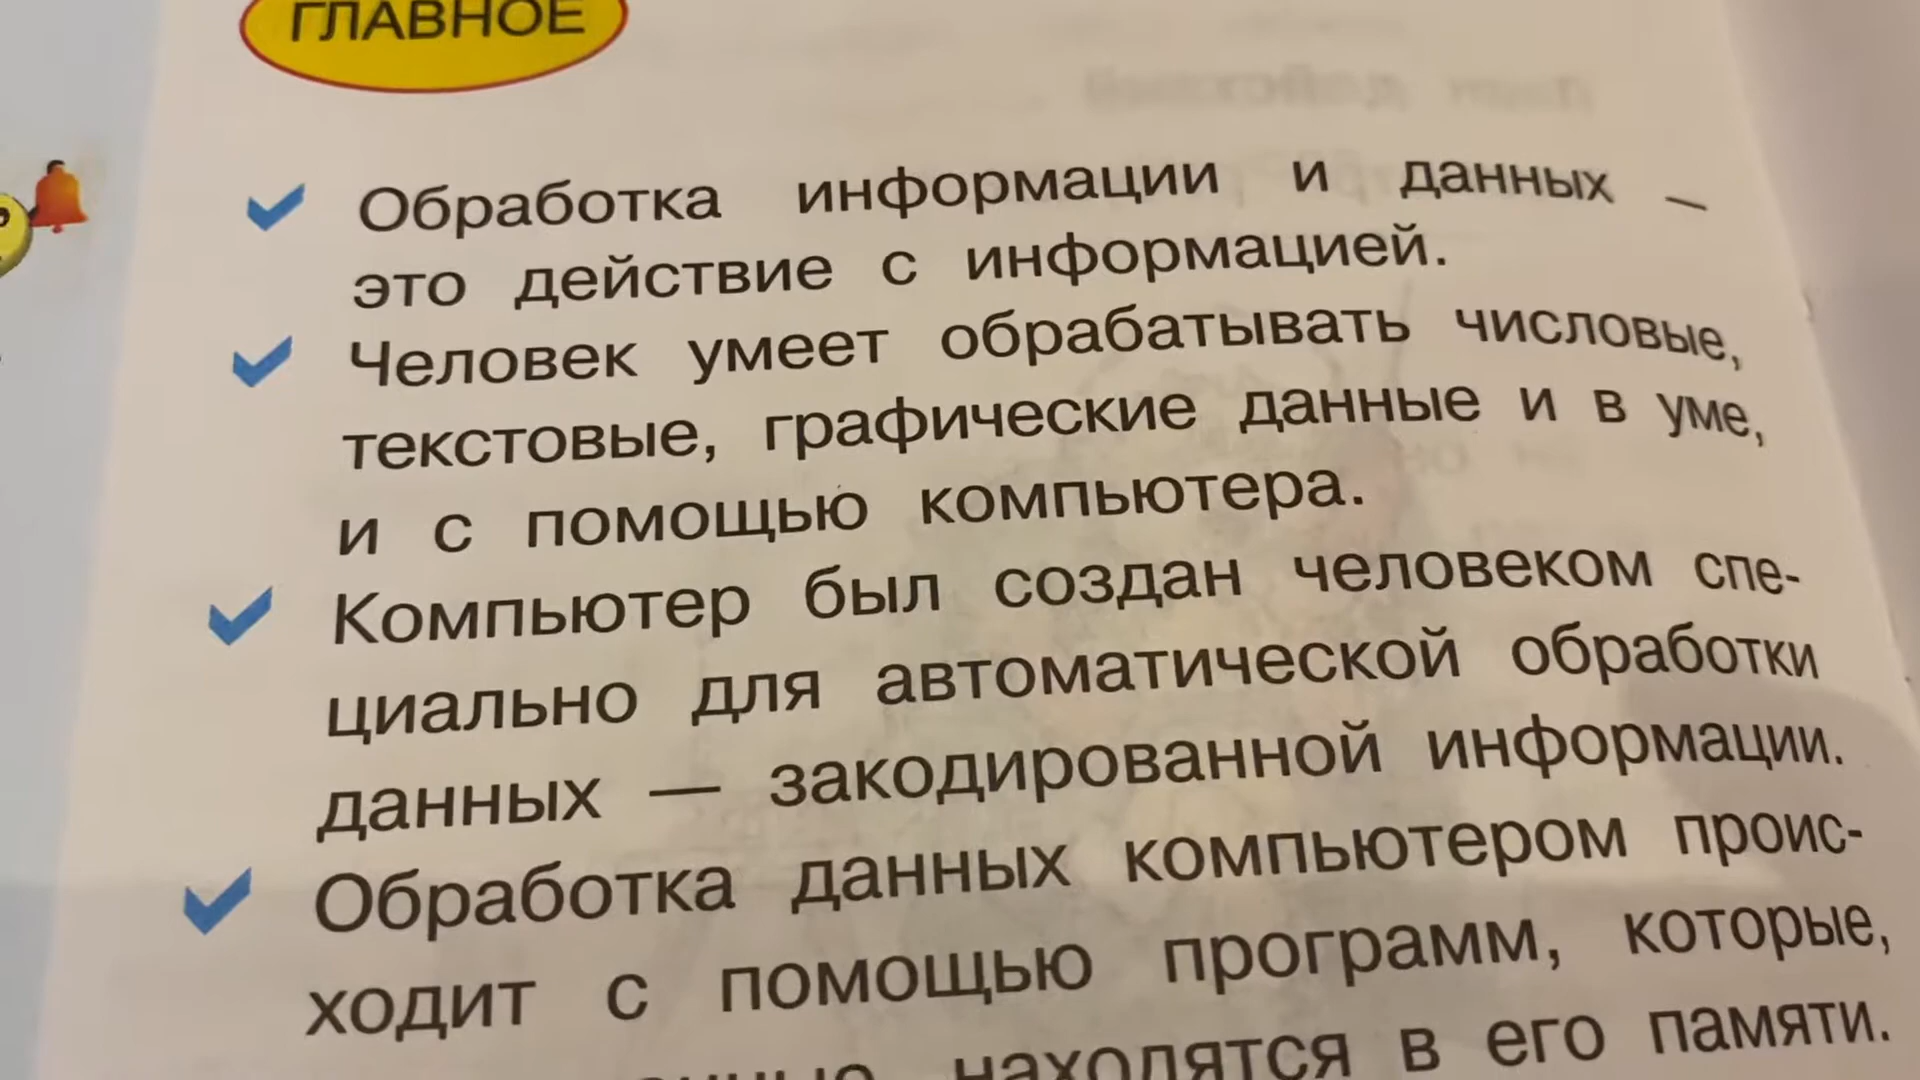 ГЛАВНОЕ
Обработка информации и данных –
это действие с информацией.
Человек умеет обрабатывать числовые,
текстовые, графические данные и в уме,
и с помощью компьютера.
Компьютер был создан человеком спе-
циально для автоматической обработки
данных — закодированной информации.
Обработка данных компьютером проис-
ходит с помощью программ, которые,
находятся в его памяти.